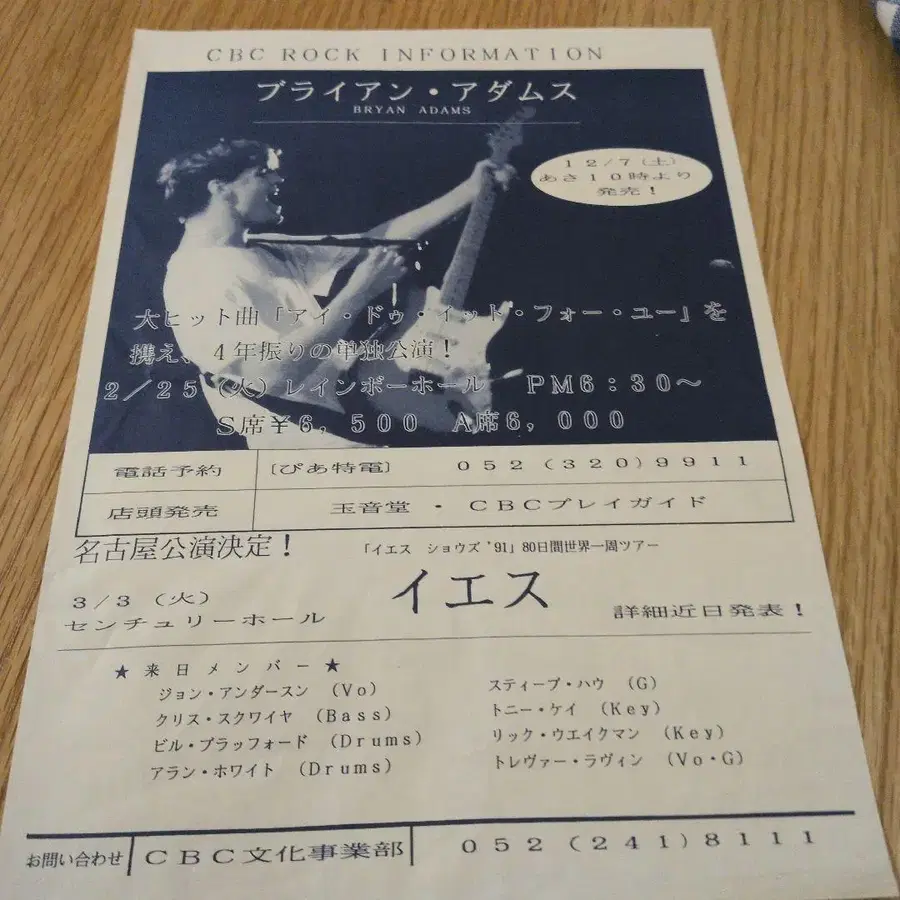 CBC ROCK INFORMATION
ブライアン・アダムス
BRYAN ADAMS
12/7(土)
あさ10時より
発売！
大ヒット曲「アイ・ドゥ・イット・フォー・ユー」を
携え、4年振りの単独公演！
2/25(火)レインボーホール PM6:30〜
S席¥6,500 A席6,000
電話予約 [ぴあ特電] 052(320)9911
店頭発売 玉音堂・CBCプレイガイド
名古屋公演決定！ 「イエス ショウズ'91」80日間世界一周ツアー
イエス
3/3(火)
センチュリーホール 詳細近日発表！
★来日メンバー★
ジョン・アンダースン (Vo) スティーブ・ハウ (G)
クリス・スクワイヤ (Bass) トニー・ケイ (Key)
ビル・ブラッフォード (Drums) リック・ウエイクマン (Key)
アラン・ホワイト (Drums) トレヴァー・ラヴィン (Vo・G)
お問い合わせ CBC文化事業部 052(241)8111